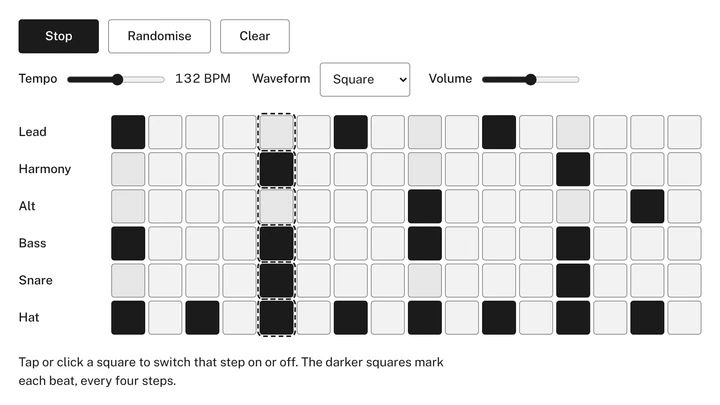 Stop Randomise Clear
Tempo 132 BPM Waveform Square Volume
Lead
Harmony
Alt
Bass
Snare
Hat
Tap or click a square to switch that step on or off. The darker squares mark
each beat, every four steps.